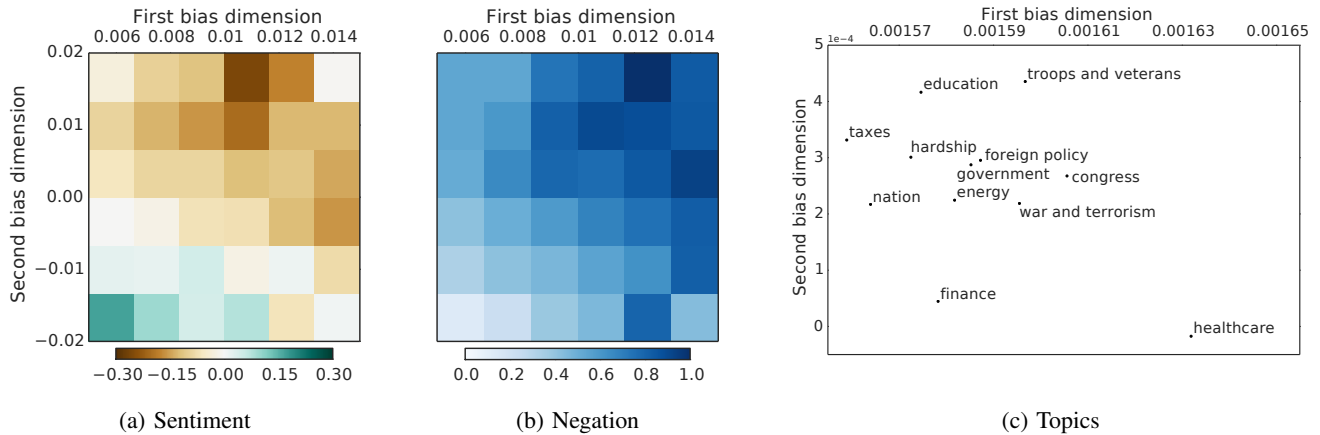 First bias dimension
0.006 0.008 0.01 0.012 0.014
Second bias dimension
0.02
0.01
0.00
−0.01
−0.02
−0.30 −0.15 0.00 0.15 0.30
(a) Sentiment
First bias dimension
0.006 0.008 0.01 0.012 0.014
0.0 0.2 0.4 0.6 0.8 1.0
(b) Negation
First bias dimension
0.00157 0.00159 0.00161 0.00163 0.00165
1e−4
Second bias dimension
5
4
3
2
1
0
troops and veterans
education
taxes
hardship
foreign policy
government
congress
nation
energy
war and terrorism
finance
healthcare
(c) Topics